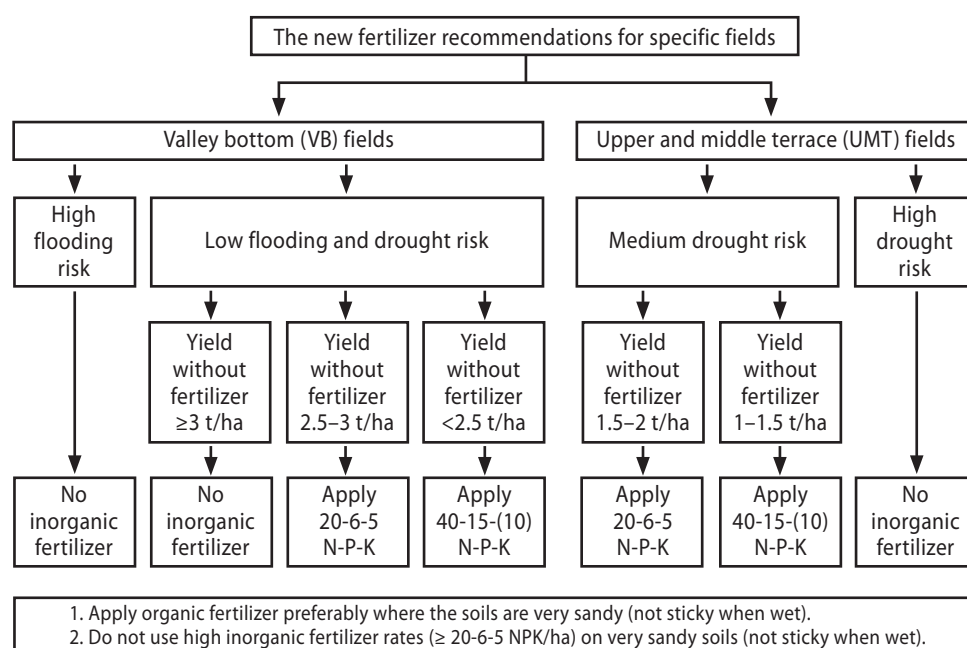 The new fertilizer recommendations for specific fields
Valley bottom (VB) fields
Upper and middle terrace (UMT) fields
High
flooding
risk
Low flooding and drought risk
Medium drought risk
High
drought
risk
Yield
without
fertilizer
≥3 t/ha
Yield
without
fertilizer
2.5–3 t/ha
Yield
without
fertilizer
<2.5 t/ha
Yield
without
fertilizer
1.5–2 t/ha
Yield
without
fertilizer
1–1.5 t/ha
No
inorganic
fertilizer
No
inorganic
fertilizer
Apply
20-6-5
N-P-K
Apply
40-15-(10)
N-P-K
Apply
20-6-5
N-P-K
Apply
40-15-(10)
N-P-K
No
inorganic
fertilizer
1. Apply organic fertilizer preferably where the soils are very sandy (not sticky when wet).
2. Do not use high inorganic fertilizer rates (≥ 20-6-5 NPK/ha) on very sandy soils (not sticky when wet).